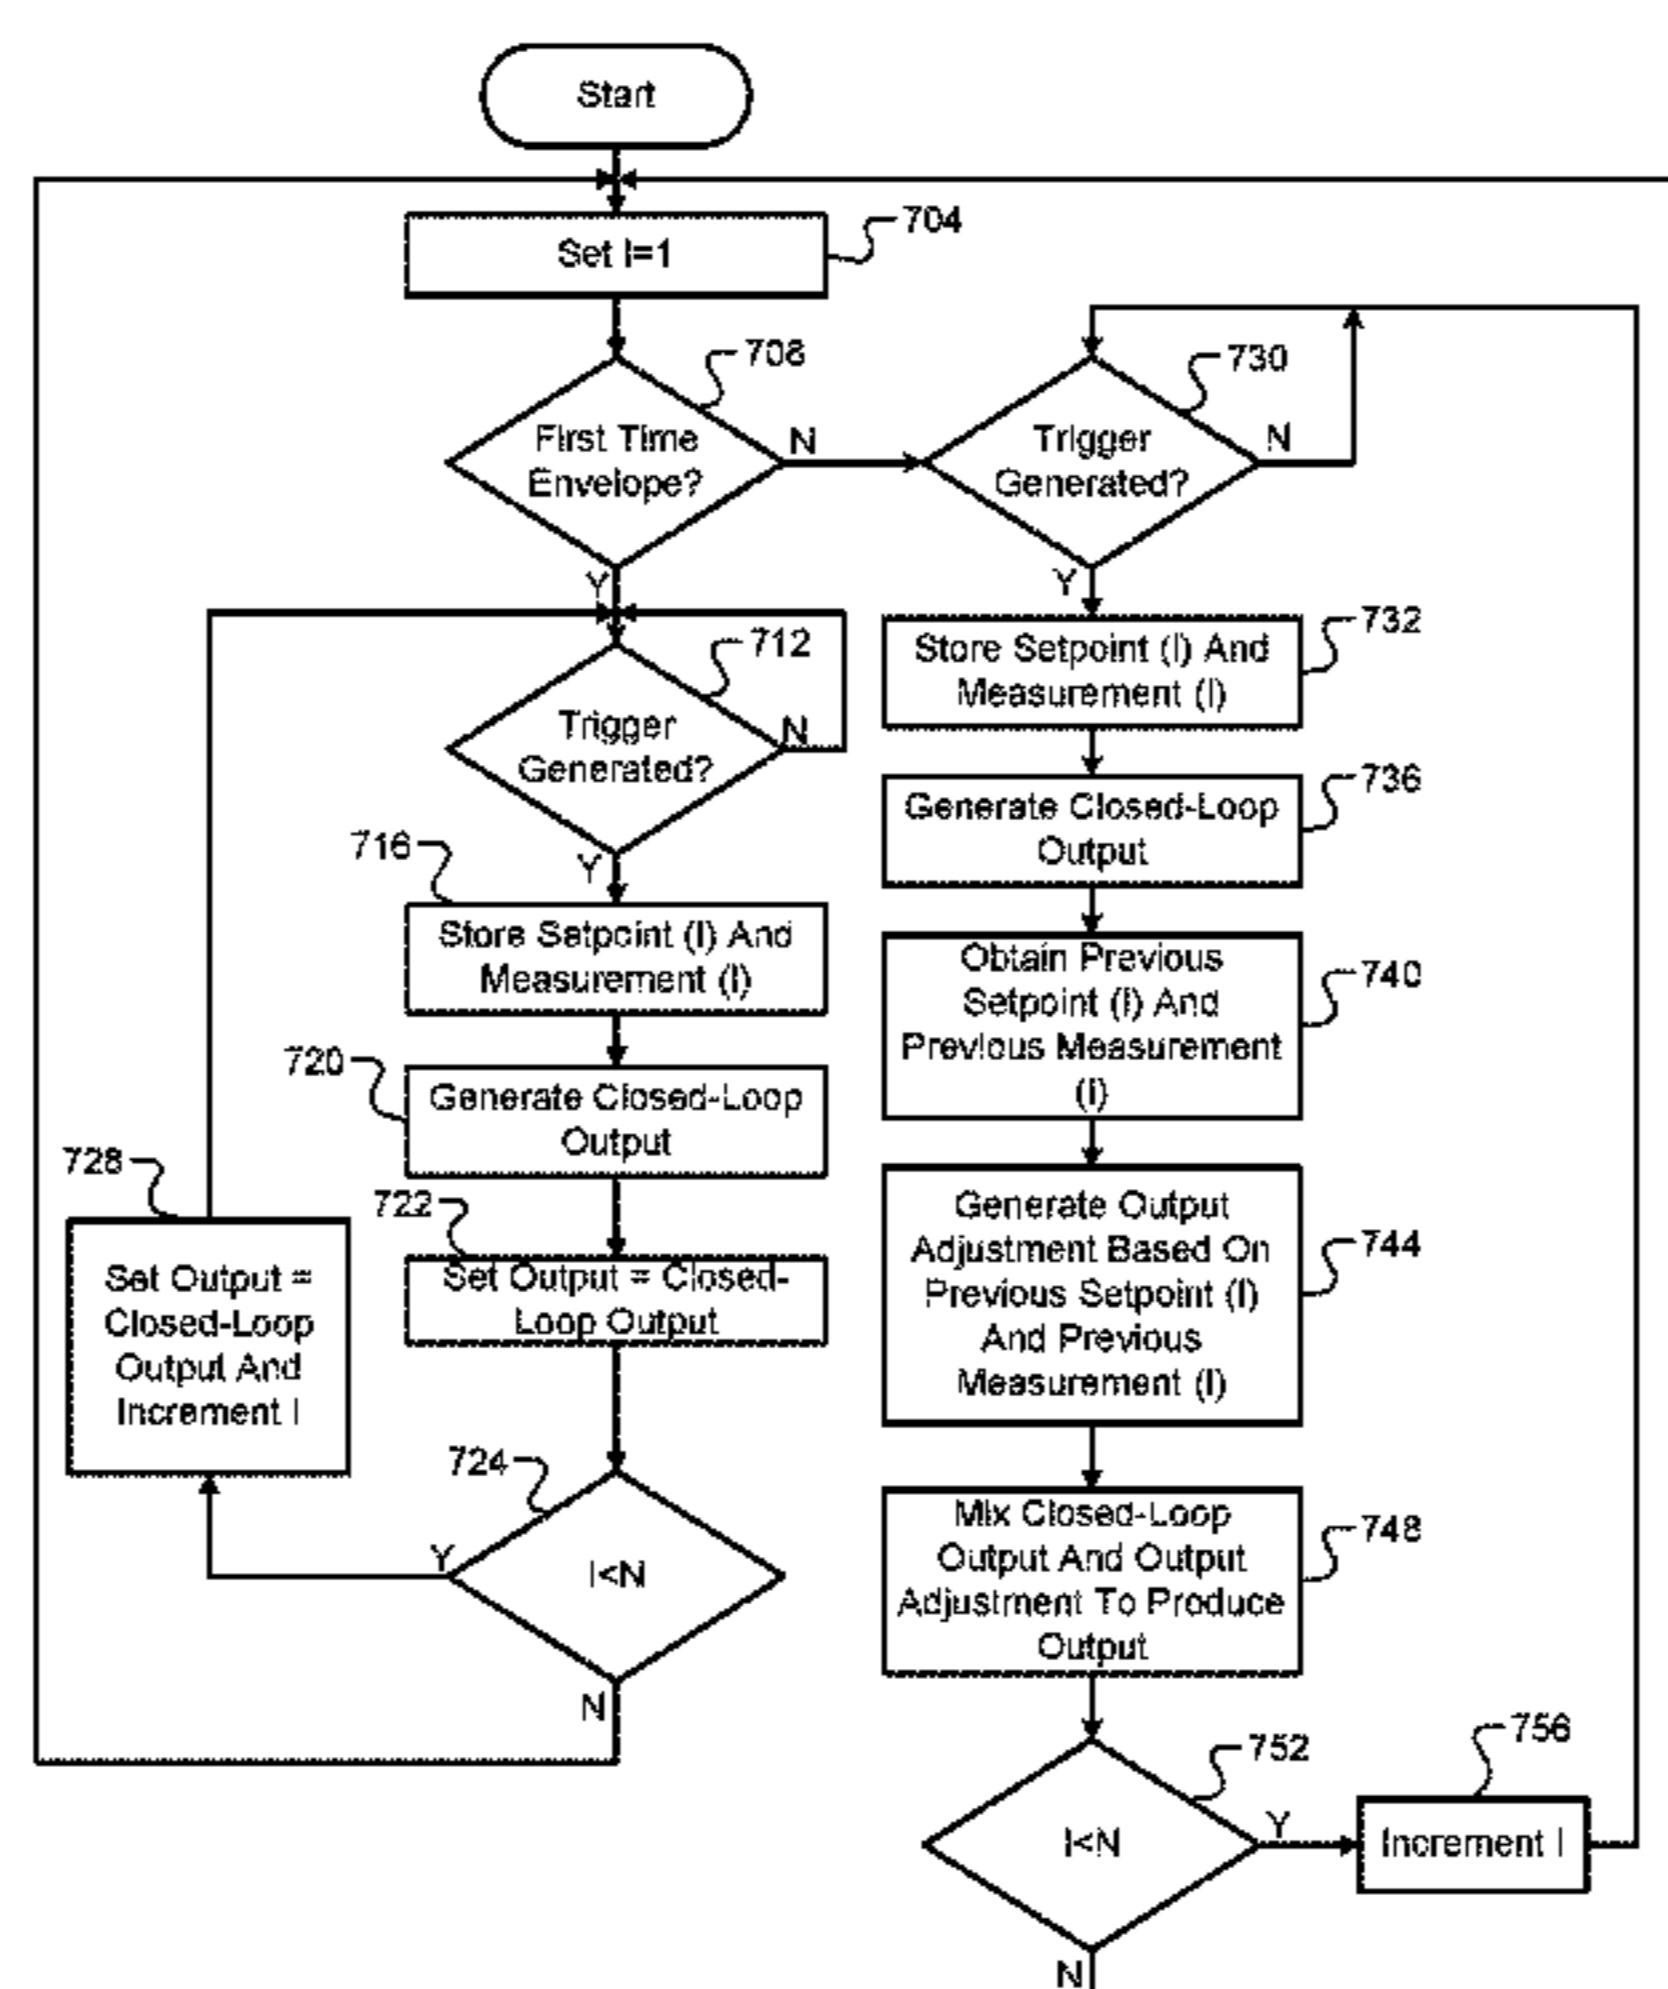 Start
704
Set I=1
708
First Time
Envelope?
N
Y
730
Trigger
Generated?
N
Y
712
Trigger
Generated?
N
Y
716
Store Setpoint (I) And
Measurement (I)
720
Generate Closed-Loop
Output
722
Set Output = Closed-
Loop Output
724
I<N
Y
N
728
Set Output =
Closed-Loop
Output And
Increment I
732
Store Setpoint (I) And
Measurement (I)
736
Generate Closed-Loop
Output
740
Obtain Previous
Setpoint (I) And
Previous Measurement
(I)
744
Generate Output
Adjustment Based On
Previous Setpoint (I)
And Previous
Measurement (I)
748
Mix Closed-Loop
Output And Output
Adjustment To Produce
Output
752
I<N
Y
N
756
Increment I